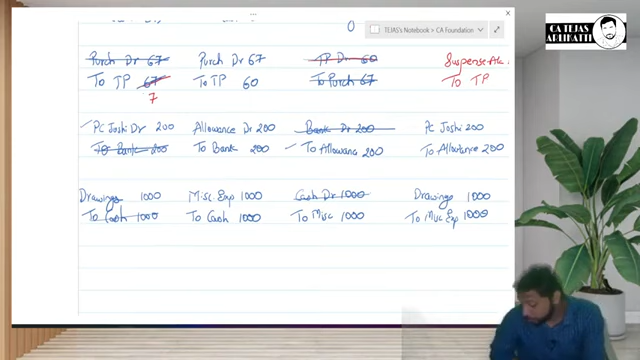 TEJAS's Notebook > CA Foundation
CA TEJAS
ARLIKATTI
0
Purch Dr 67 Purch Dr 67 TP Dr 60 Suspense A/c
To TP 67 To TP 60 To Purch 67 To TP
7
PC Joshi Dr 200 Allowance Dr 200 Bank Dr 200 PC Joshi 200
To Bank 200 To Bank 200 To Allowance 200 To Allowance 200
Drawings 1000 Misc. Exp 1000 Cash Dr 1000 Drawings 1000
To Cash 1000 To Cash 1000 To Misc 1000 To Misc Exp 1000